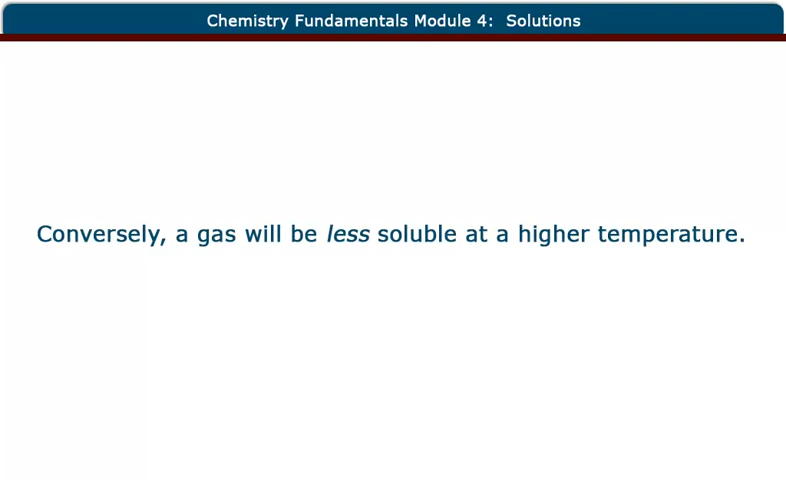 Chemistry Fundamentals Module 4: Solutions
Conversely, a gas will be less soluble at a higher temperature.